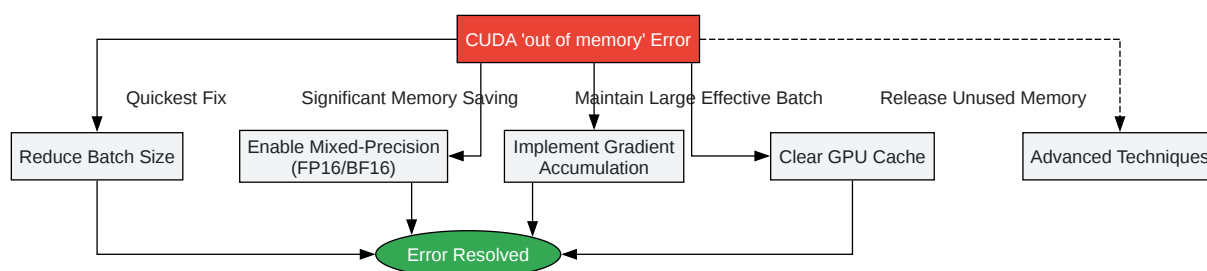 CUDA 'out of memory' Error
Quickest Fix
Significant Memory Saving
Maintain Large Effective Batch
Release Unused Memory
Reduce Batch Size
Enable Mixed-Precision
(FP16/BF16)
Implement Gradient
Accumulation
Clear GPU Cache
Advanced Techniques
Error Resolved